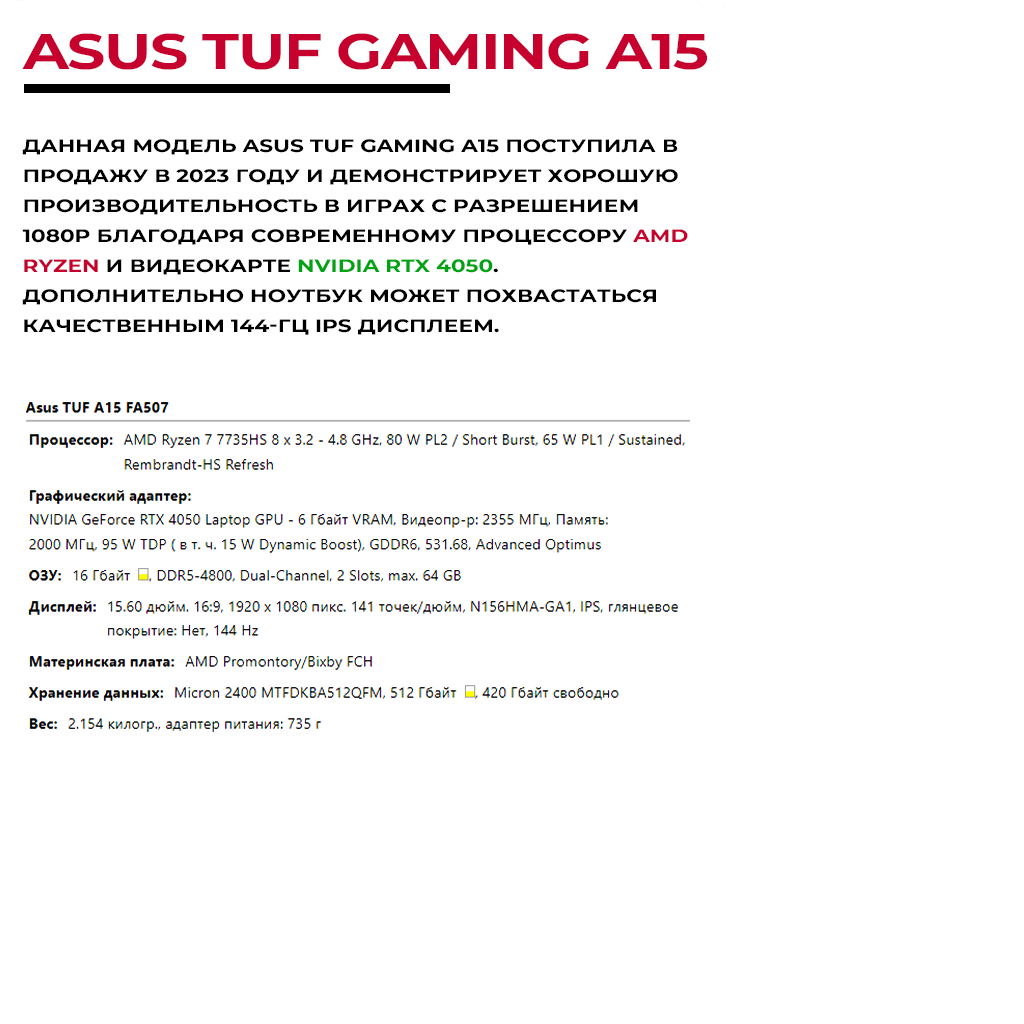 ASUS TUF GAMING A15
ДАННАЯ МОДЕЛЬ ASUS TUF GAMING A15 ПОСТУПИЛА В
ПРОДАЖУ В 2023 ГОДУ И ДЕМОНСТРИРУЕТ ХОРОШУЮ
ПРОИЗВОДИТЕЛЬНОСТЬ В ИГРАХ С РАЗРЕШЕНИЕМ
1080P БЛАГОДАРЯ СОВРЕМЕННОМУ ПРОЦЕССОРУ AMD
RYZEN И ВИДЕОКАРТЕ NVIDIA RTX 4050.
ДОПОЛНИТЕЛЬНО НОУТБУК МОЖЕТ ПОХВАСТАТЬСЯ
КАЧЕСТВЕННЫМ 144-ГЦ IPS ДИСПЛЕЕМ.
Asus TUF A15 FA507
Процессор: AMD Ryzen 7 7735HS 8 x 3.2 - 4.8 GHz, 80 W PL2 / Short Burst, 65 W PL1 / Sustained,
Rembrandt-HS Refresh
Графический адаптер:
NVIDIA GeForce RTX 4050 Laptop GPU - 6 Гбайт VRAM, Видеопр-р: 2355 МГц, Память:
2000 МГц, 95 W TDP ( в т. ч. 15 W Dynamic Boost), GDDR6, 531.68, Advanced Optimus
ОЗУ: 16 Гбайт , DDR5-4800, Dual-Channel, 2 Slots, max. 64 GB
Дисплей: 15.60 дюйм. 16:9, 1920 x 1080 пикс. 141 точек/дюйм, N156HMA-GA1, IPS, глянцевое
покрытие: Нет, 144 Hz
Материнская плата: AMD Promontory/Bixby FCH
Хранение данных: Micron 2400 MTFDKBA512QFM, 512 Гбайт , 420 Гбайт свободно
Вес: 2.154 килогр., адаптер питания: 735 г